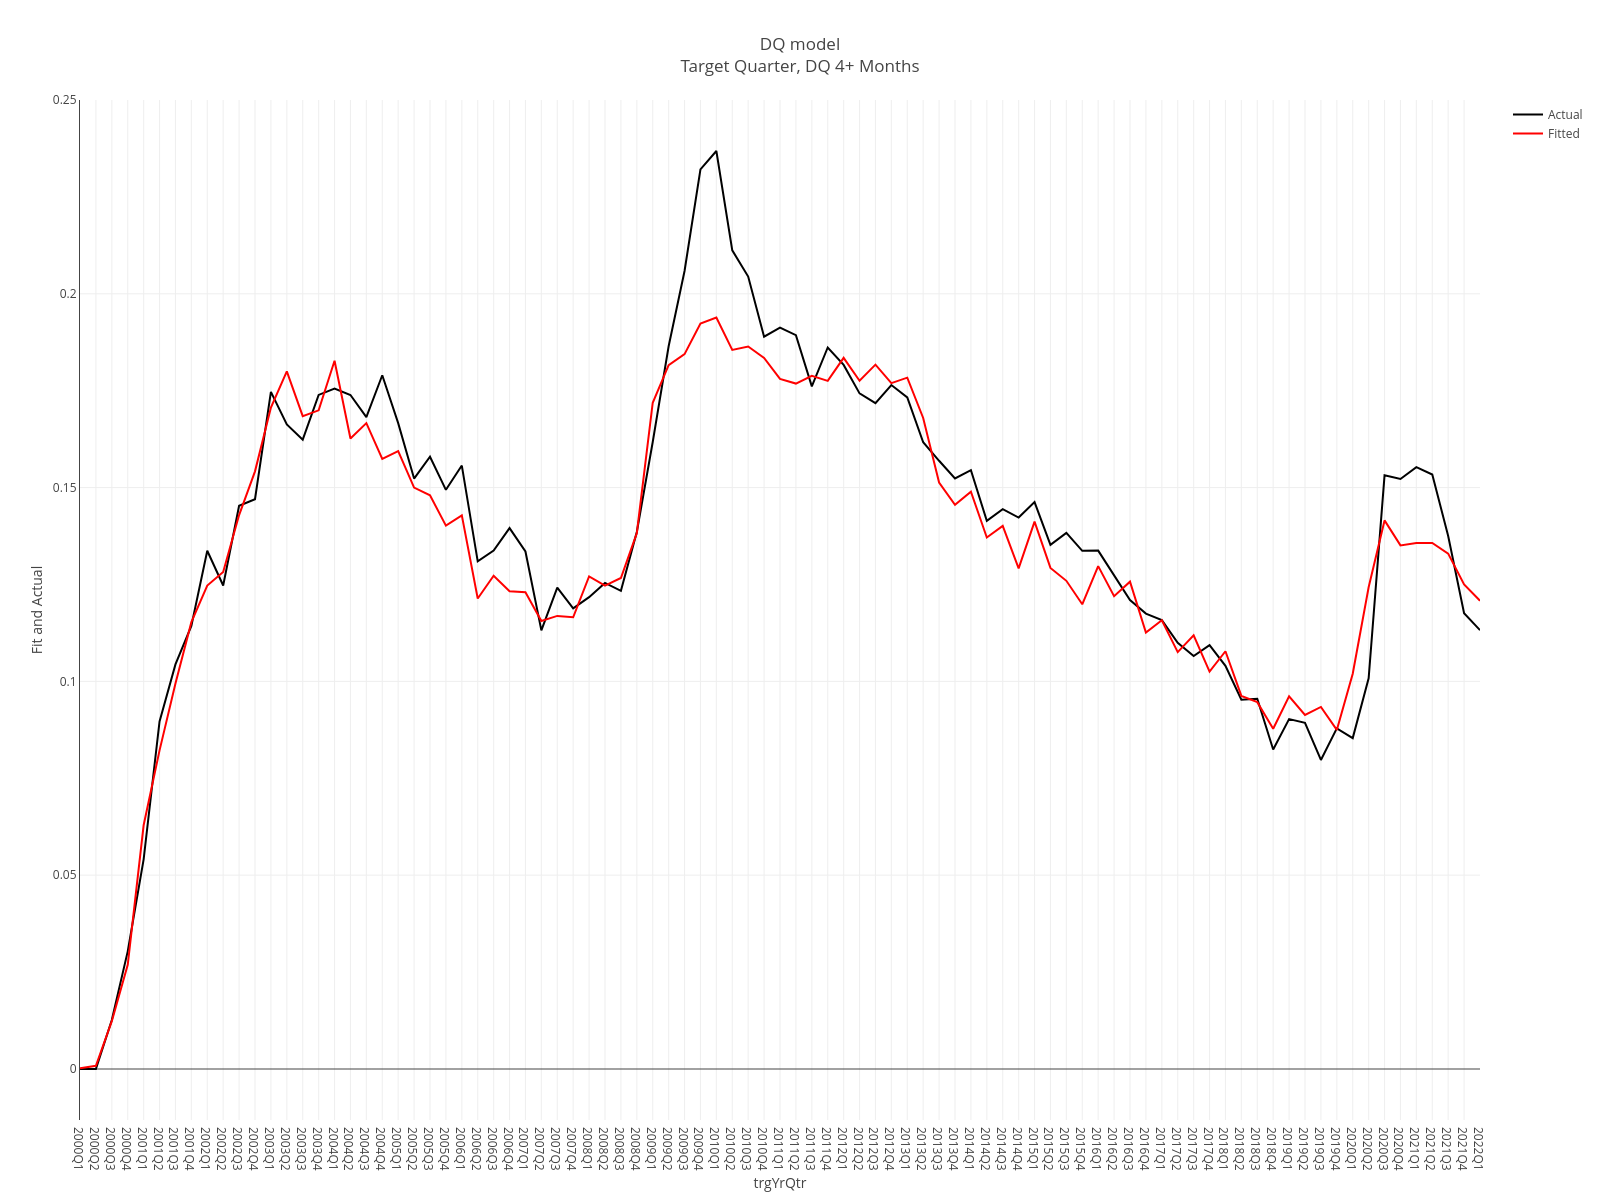 DQ model
Target Quarter, DQ 4+ Months
Actual
Fitted
Fit and Actual
0.25
0.2
0.15
0.1
0.05
0
2000Q1
2000Q2
2000Q3
2000Q4
2001Q1
2001Q2
2001Q3
2001Q4
2002Q1
2002Q2
2002Q3
2002Q4
2003Q1
2003Q2
2003Q3
2003Q4
2004Q1
2004Q2
2004Q3
2004Q4
2005Q1
2005Q2
2005Q3
2005Q4
2006Q1
2006Q2
2006Q3
2006Q4
2007Q1
2007Q2
2007Q3
2007Q4
2008Q1
2008Q2
2008Q3
2008Q4
2009Q1
2009Q2
2009Q3
2009Q4
2010Q1
2010Q2
2010Q3
2010Q4
2011Q1
2011Q2
2011Q3
2011Q4
2012Q1
2012Q2
2012Q3
2012Q4
2013Q1
2013Q2
2013Q3
2013Q4
2014Q1
2014Q2
2014Q3
2014Q4
2015Q1
2015Q2
2015Q3
2015Q4
2016Q1
2016Q2
2016Q3
2016Q4
2017Q1
2017Q2
2017Q3
2017Q4
2018Q1
2018Q2
2018Q3
2018Q4
2019Q1
2019Q2
2019Q3
2019Q4
2020Q1
2020Q2
2020Q3
2020Q4
2021Q1
2021Q2
2021Q3
2021Q4
2022Q1
trgYrQtr